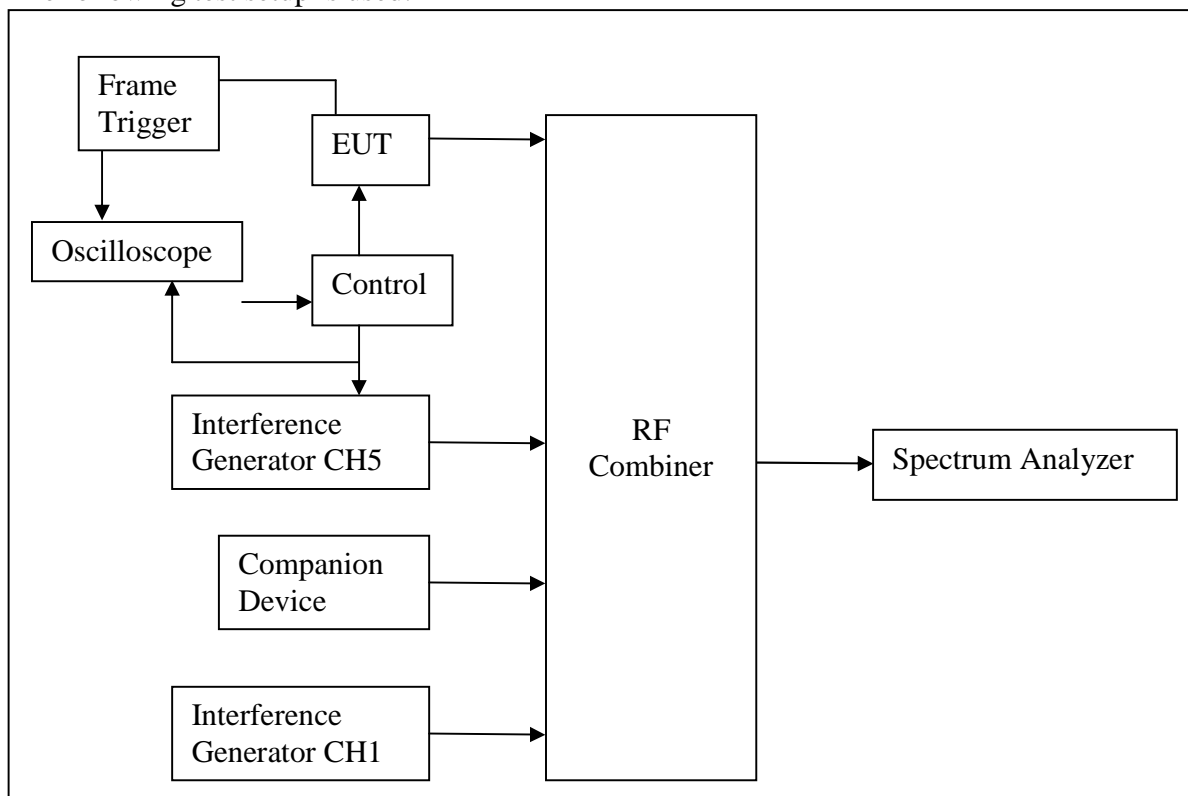 Frame
Trigger
EUT
Oscilloscope
Control
Interference
Generator CH5
RF
Combiner
Spectrum Analyzer
Companion
Device
Interference
Generator CH1